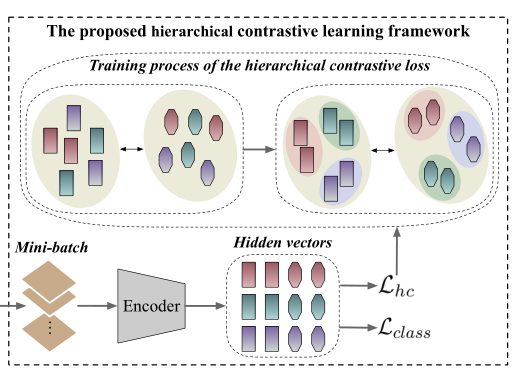 The proposed hierarchical contrastive learning framework
Training process of the hierarchical contrastive loss
Mini-batch
Hidden vectors
Encoder
ℒhc
ℒclass